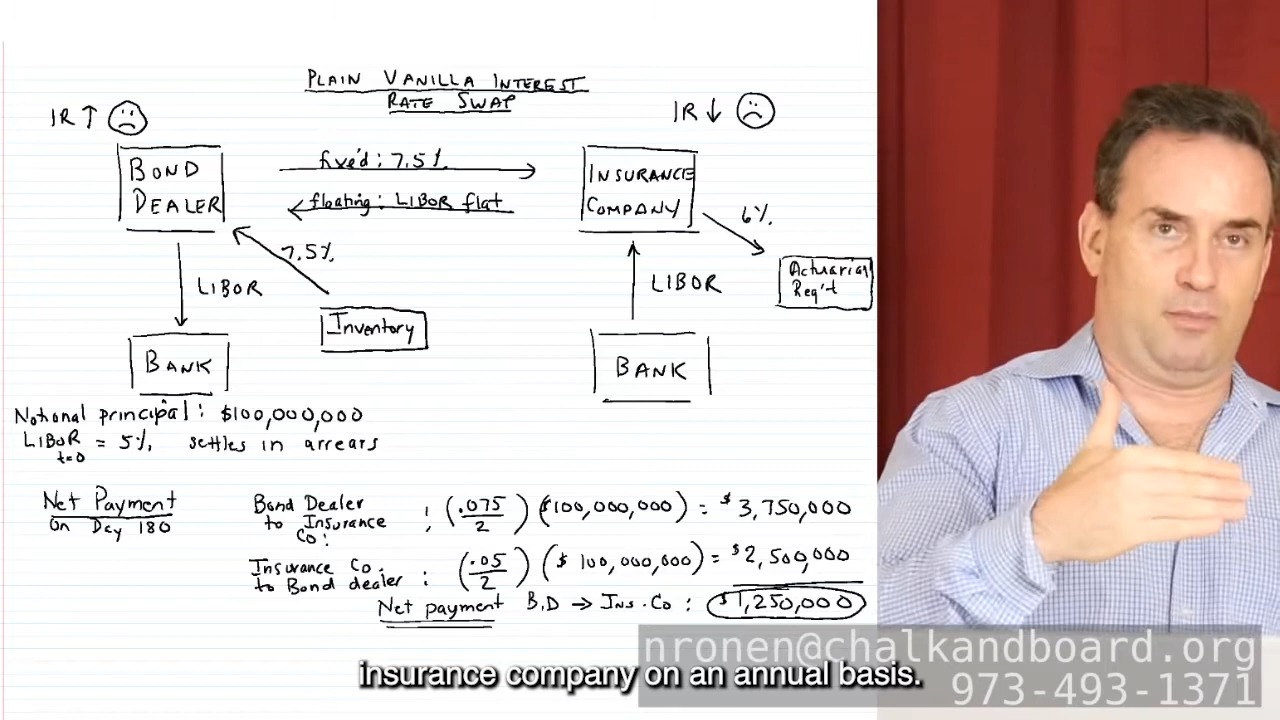 PLAIN VANILLA INTEREST
RATE SWAP
IR ↑
IR ↓
BOND
DEALER
fixe'd: 7.5%
floating: LIBOR flat
INSURANCE
COMPANY
6%
7.5%
LIBOR
LIBOR
Actuarial
Req't
Inventory
BANK
BANK
Notional principal: $100,000,000
LIBOR = 5% settles in arrears
t=0
Net Payment
On Day 180
Bond Dealer
to Insurance
Co: : (.075/2) ($100,000,000) = $3,750,000
Insurance Co.
to Bond dealer : (.05/2) ($100,000,000) = $2,500,000
Net payment B.D → Ins. Co: $1,250,000
nronen@chalkandboard.org
insurance company on an annual basis.
973-493-1371